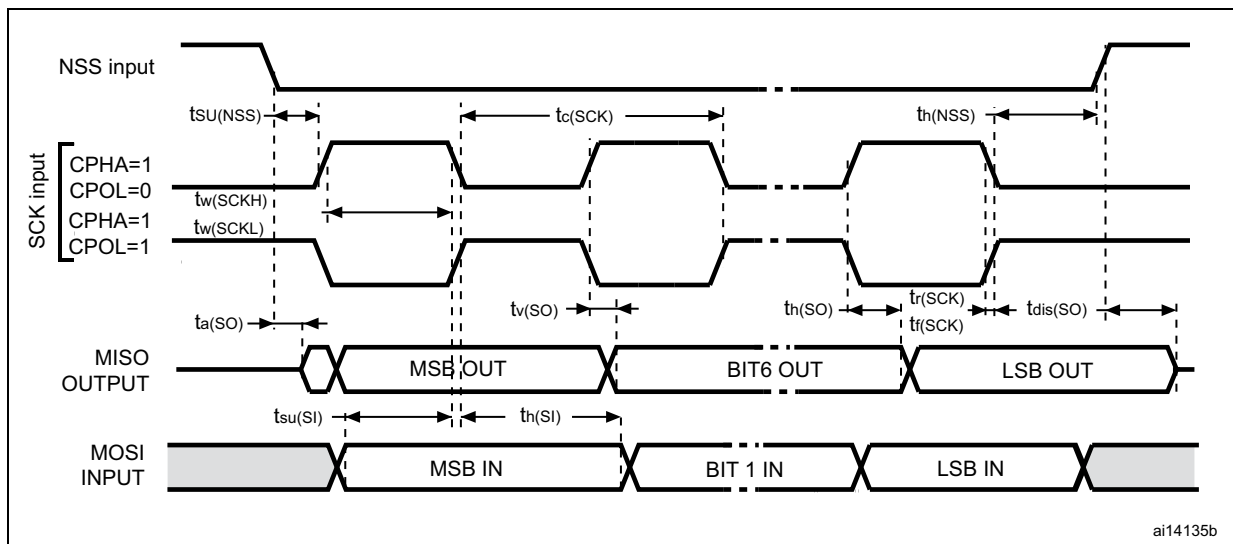 NSS input
tSU(NSS)
tc(SCK)
th(NSS)
SCK input
CPHA=1
CPOL=0
CPHA=1
CPOL=1
tw(SCKH)
tw(SCKL)
ta(SO)
tv(SO)
th(SO)
tr(SCK)
tf(SCK)
tdis(SO)
MISO
OUTPUT
MSB OUT
BIT6 OUT
LSB OUT
tsu(SI)
th(SI)
MOSI
INPUT
MSB IN
BIT 1 IN
LSB IN
ai14135b